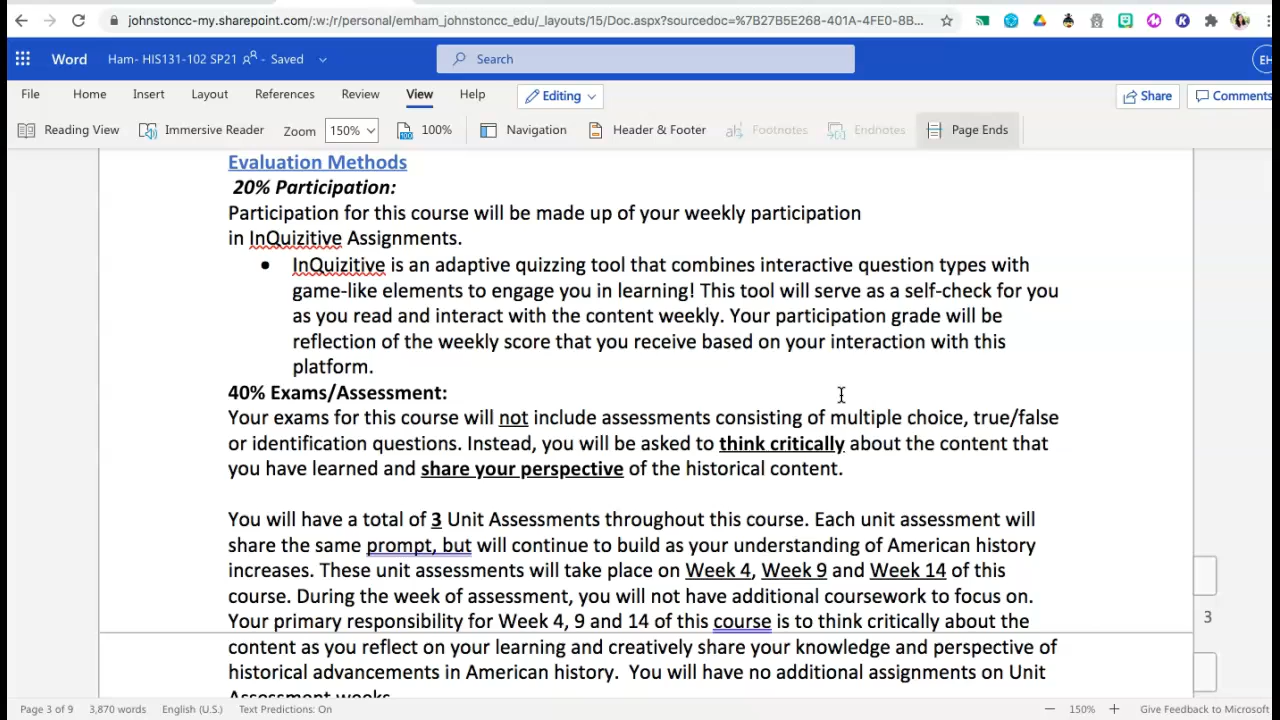 johnstoncc-my.sharepoint.com/:w:/r/personal/emham_johnstoncc_edu/_layouts/15/Doc.aspx?sourcedoc=%7B27B5E268-401A-4FE0-8B...
Word Ham- HIS131-102 SP21 - Saved Search EH
File Home Insert Layout References Review View Help Editing Share Comments
Reading View Immersive Reader Zoom 150% 100% Navigation Header & Footer Footnotes Endnotes Page Ends
Evaluation Methods
20% Participation:
Participation for this course will be made up of your weekly participation
in InQuizitive Assignments.
• InQuizitive is an adaptive quizzing tool that combines interactive question types with
game-like elements to engage you in learning! This tool will serve as a self-check for you
as you read and interact with the content weekly. Your participation grade will be
reflection of the weekly score that you receive based on your interaction with this
platform.
40% Exams/Assessment:
Your exams for this course will not include assessments consisting of multiple choice, true/false
or identification questions. Instead, you will be asked to think critically about the content that
you have learned and share your perspective of the historical content.
You will have a total of 3 Unit Assessments throughout this course. Each unit assessment will
share the same prompt, but will continue to build as your understanding of American history
increases. These unit assessments will take place on Week 4, Week 9 and Week 14 of this
course. During the week of assessment, you will not have additional coursework to focus on.
Your primary responsibility for Week 4, 9 and 14 of this course is to think critically about the
3
content as you reflect on your learning and creatively share your knowledge and perspective of
historical advancements in American history. You will have no additional assignments on Unit
Assessment weeks
Page 3 of 9 3,870 words English (U.S.) Text Predictions: On 150% Give Feedback to Microsoft